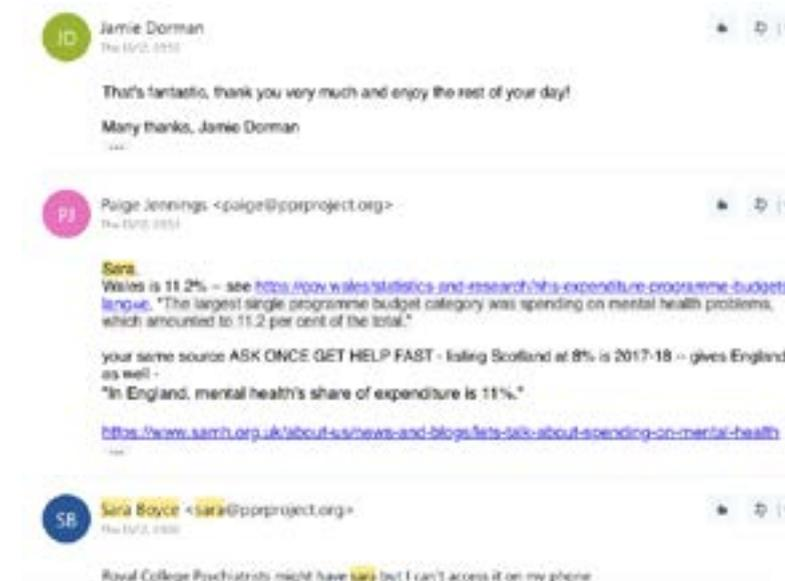 JD
Jamie Dorman
That's fantastic, thank you very much and enjoy the rest of your day!
Many thanks, Jamie Dorman
...
PJ
Paige Jennings <paige@pprproject.org>
Sara,
Wales is 11.2% – see https://gov.wales/statistics-and-research/nhs-expenditure-programme-budgets
"The largest single programme budget category was spending on mental health problems,
which amounted to 11.2 per cent of the total."
your same source ASK ONCE GET HELP FAST - listing Scotland at 8% is 2017-18 -- gives England
as well -
"In England, mental health's share of expenditure is 11%."
https://www.samh.org.uk/about-us/news-and-blogs/lets-talk-about-spending-on-mental-health
...
SB
Sara Boyce <sara@pprproject.org>
Royal College Psychiatrists might have sara but I can't access it on my phone